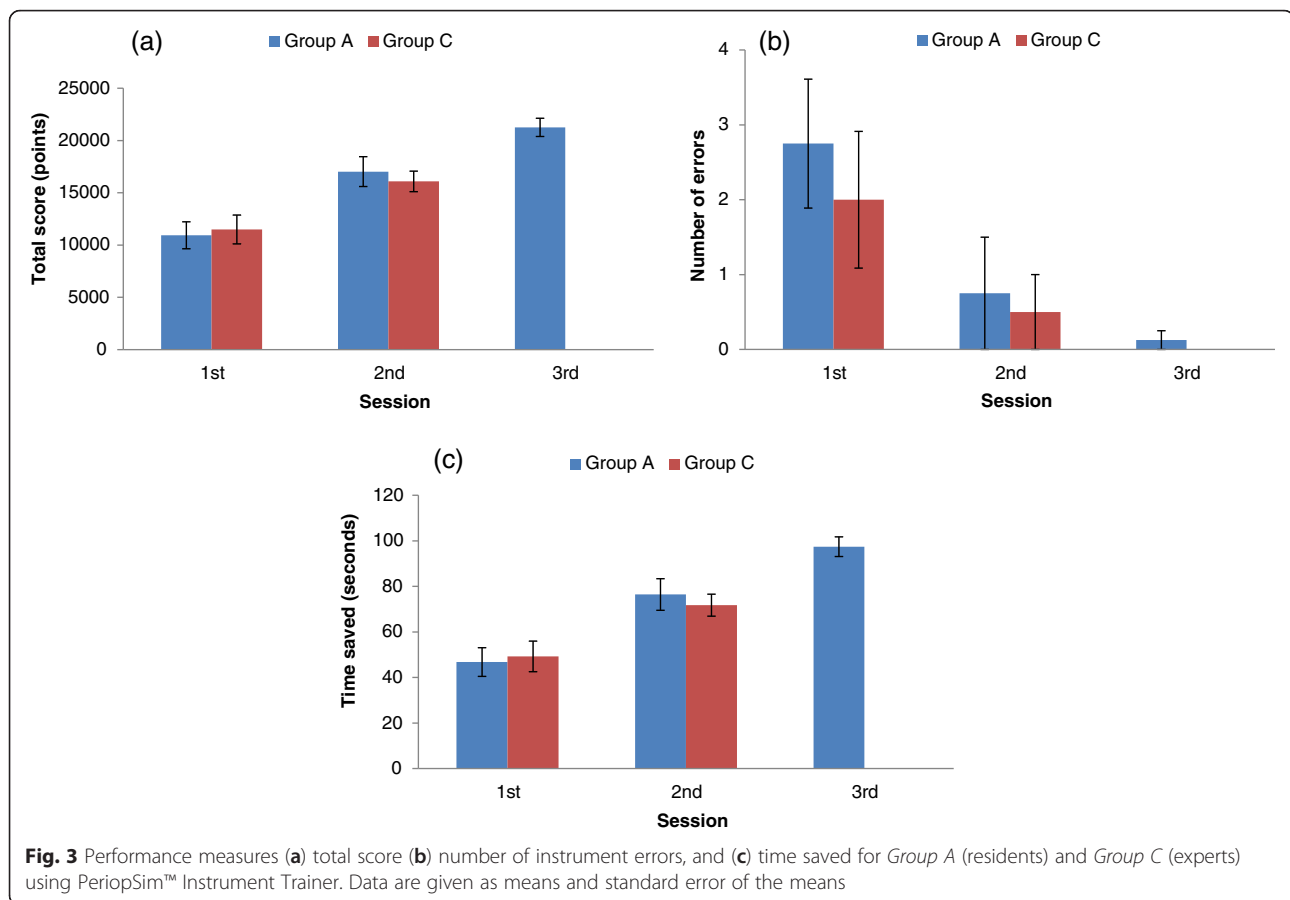 (a)
Group A Group C
Total score (points)
25000
20000
15000
10000
5000
0
1st 2nd 3rd
Session
(b)
Group A Group C
Number of errors
4
3
2
1
0
1st 2nd 3rd
Session
(c)
Group A Group C
Time saved (seconds)
120
100
80
60
40
20
0
1st 2nd 3rd
Session
Fig. 3 Performance measures (a) total score (b) number of instrument errors, and (c) time saved for Group A (residents) and Group C (experts)
using PeriopSim™ Instrument Trainer. Data are given as means and standard error of the means